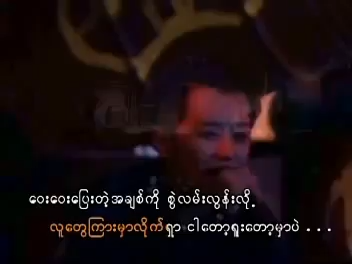 ဝေးဝေးပြေးတဲ့အချစ်ကို စွဲလမ်းလွန်းလို့
လူတွေကြားမှာလိုက်ရှာ ငါတော့ရူးတော့မှာပဲ ...